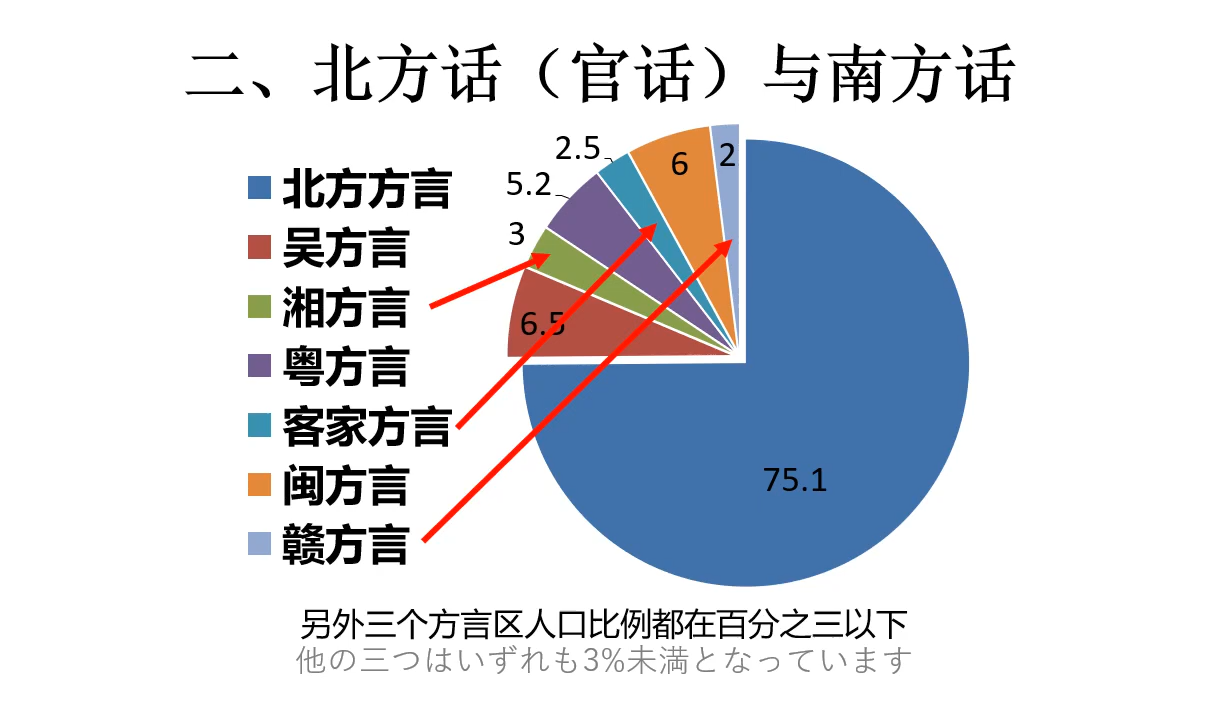 二、北方话（官话）与南方话
北方方言
吴方言
湘方言
粤方言
客家方言
闽方言
赣方言
2.5
6
2
5.2
3
6.5
75.1
另外三个方言区人口比例都在百分之三以下
他の三つはいずれも3%未満となっています